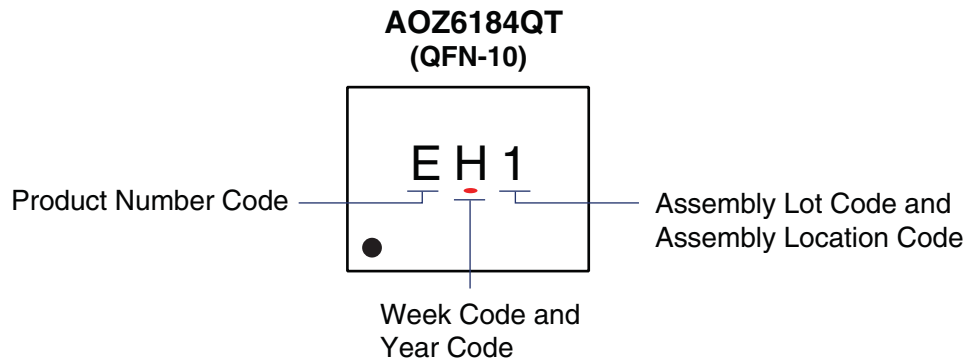 AOZ6184QT
(QFN-10)
E H 1
Product Number Code
Assembly Lot Code and
Assembly Location Code
Week Code and
Year Code